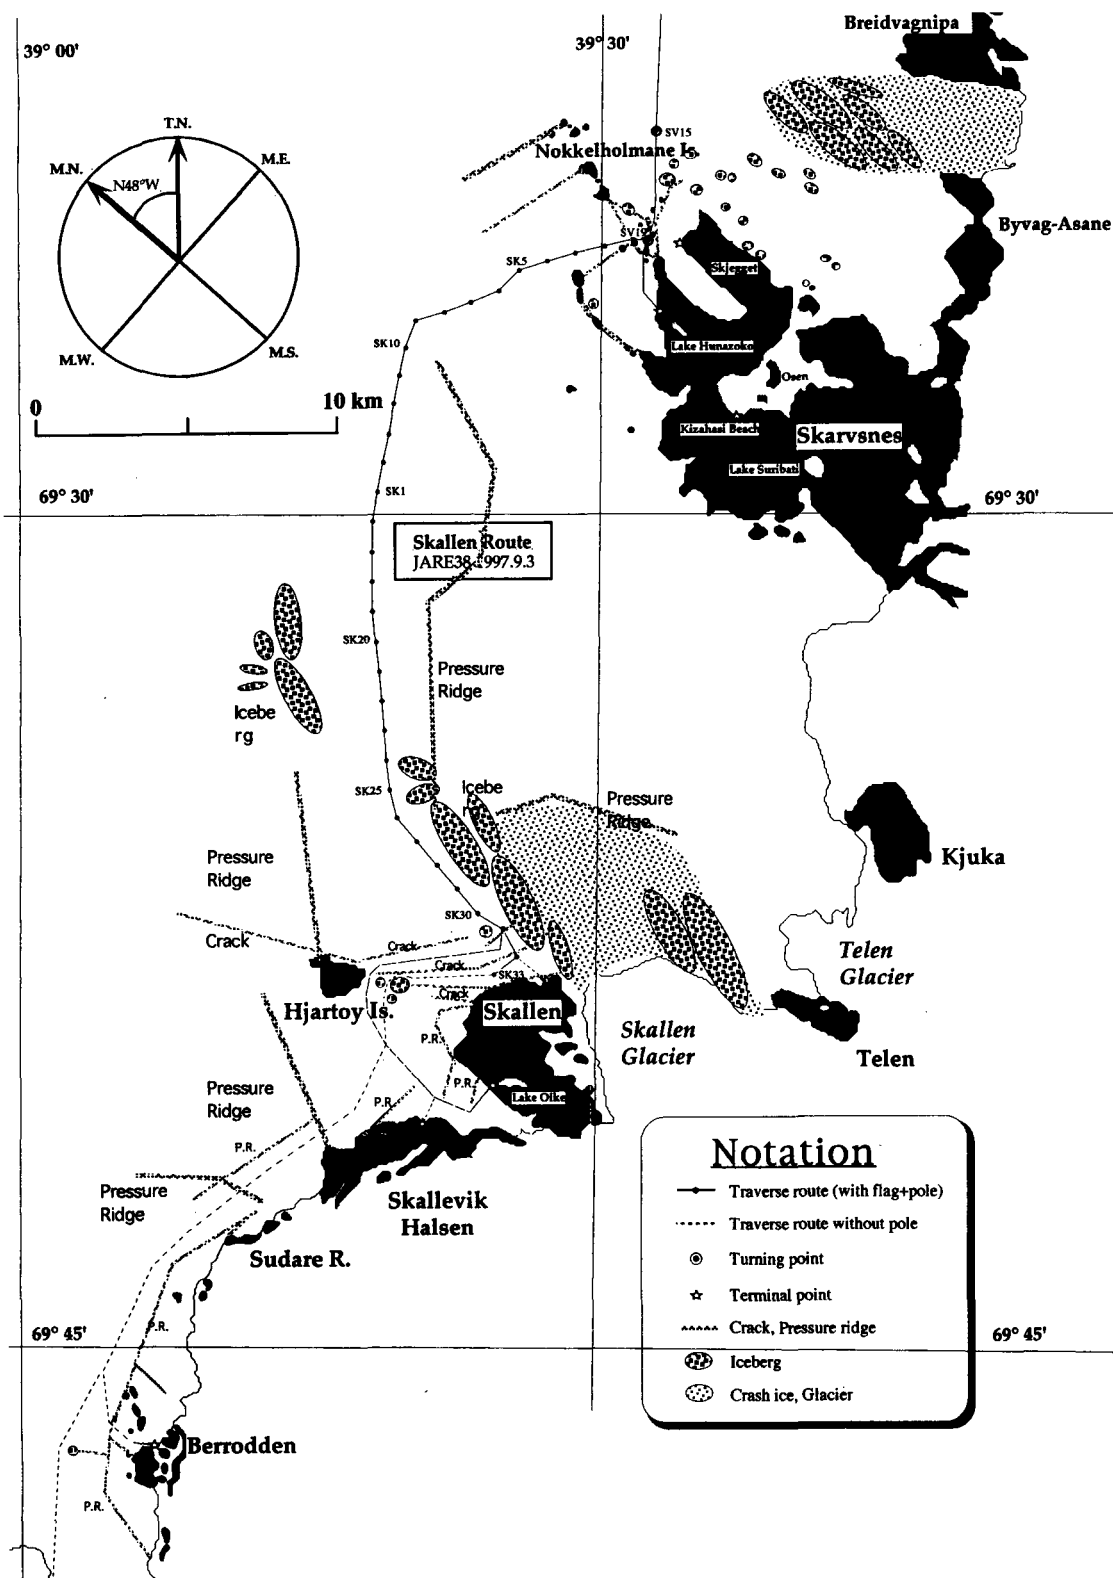 Breidvagnipa
39° 00'
39° 30'
T.N.
M.N.
M.E.
N48°W
M.W.
M.S.
SV15
Nokkelholmane Is.
Byvag-Asane
SV19
SK5
Skjegget
0
10 km
SK10
Lake Hunazoko
Osen
Kizahasi Beach
Skarvsnes
Lake Suribati
SK1
69° 30'
69° 30'
Skallen Route
JARE38 1997.9.3
SK20
Pressure
Ridge
Icebe
rg
SK25
Icebe
rg
Pressure
Ridge
Pressure
Ridge
Kjuka
SK30
Crack
Crack
Crack
Telen
Glacier
SK33
Crack
Hjartoy Is.
Skallen
Skallen
Glacier
P.R.
Telen
P.R.
Pressure
Ridge
P.R.
Lake Oike
P.R.
Pressure
Ridge
Skallevik
Halsen
Sudare R.
P.R.
69° 45'
69° 45'
Berrodden
P.R.
Notation
Traverse route (with flag+pole)
Traverse route without pole
Turning point
Terminal point
Crack, Pressure ridge
Iceberg
Crash ice, Glacier